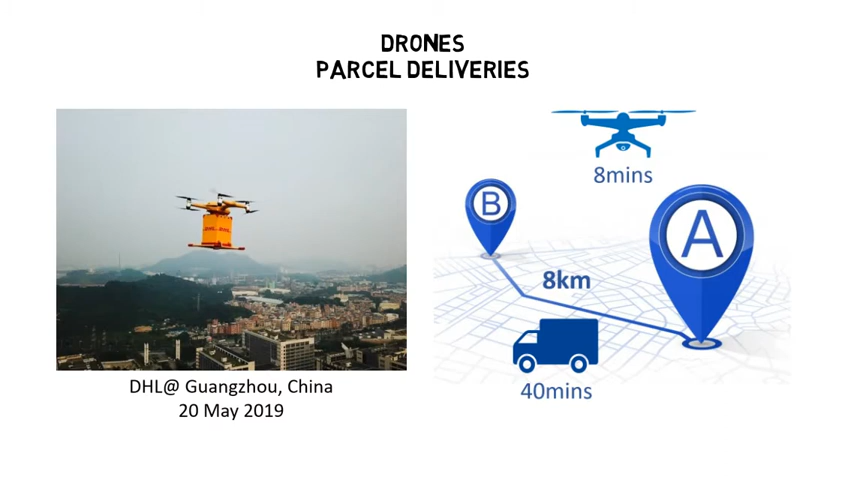 DRONES
PARCEL DELIVERIES
8mins
B
A
8km
40mins
DHL@ Guangzhou, China
20 May 2019